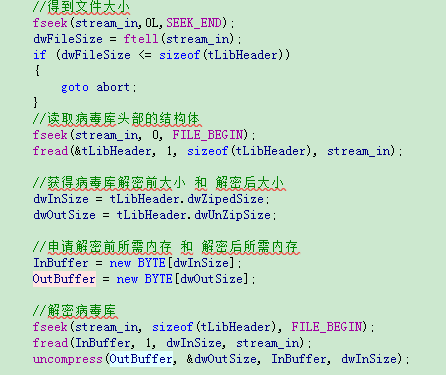 //得到文件大小
fseek(stream_in,0L,SEEK_END);
dwFileSize = ftell(stream_in);
if (dwFileSize <= sizeof(tLibHeader))
{
goto abort;
}
//读取病毒库头部的结构体
fseek(stream_in, 0, FILE_BEGIN);
fread(&tLibHeader, 1, sizeof(tLibHeader), stream_in);
//获得病毒库解密前大小 和 解密后大小
dwInSize = tLibHeader.dwZipedSize;
dwOutSize = tLibHeader.dwUnZipSize;
//申请解密前所需内存 和 解密后所需内存
InBuffer = new BYTE[dwInSize];
OutBuffer = new BYTE[dwOutSize];
//解密病毒库
fseek(stream_in, sizeof(tLibHeader), FILE_BEGIN);
fread(InBuffer, 1, dwInSize, stream_in);
uncompress(OutBuffer, &dwOutSize, InBuffer, dwInSize);